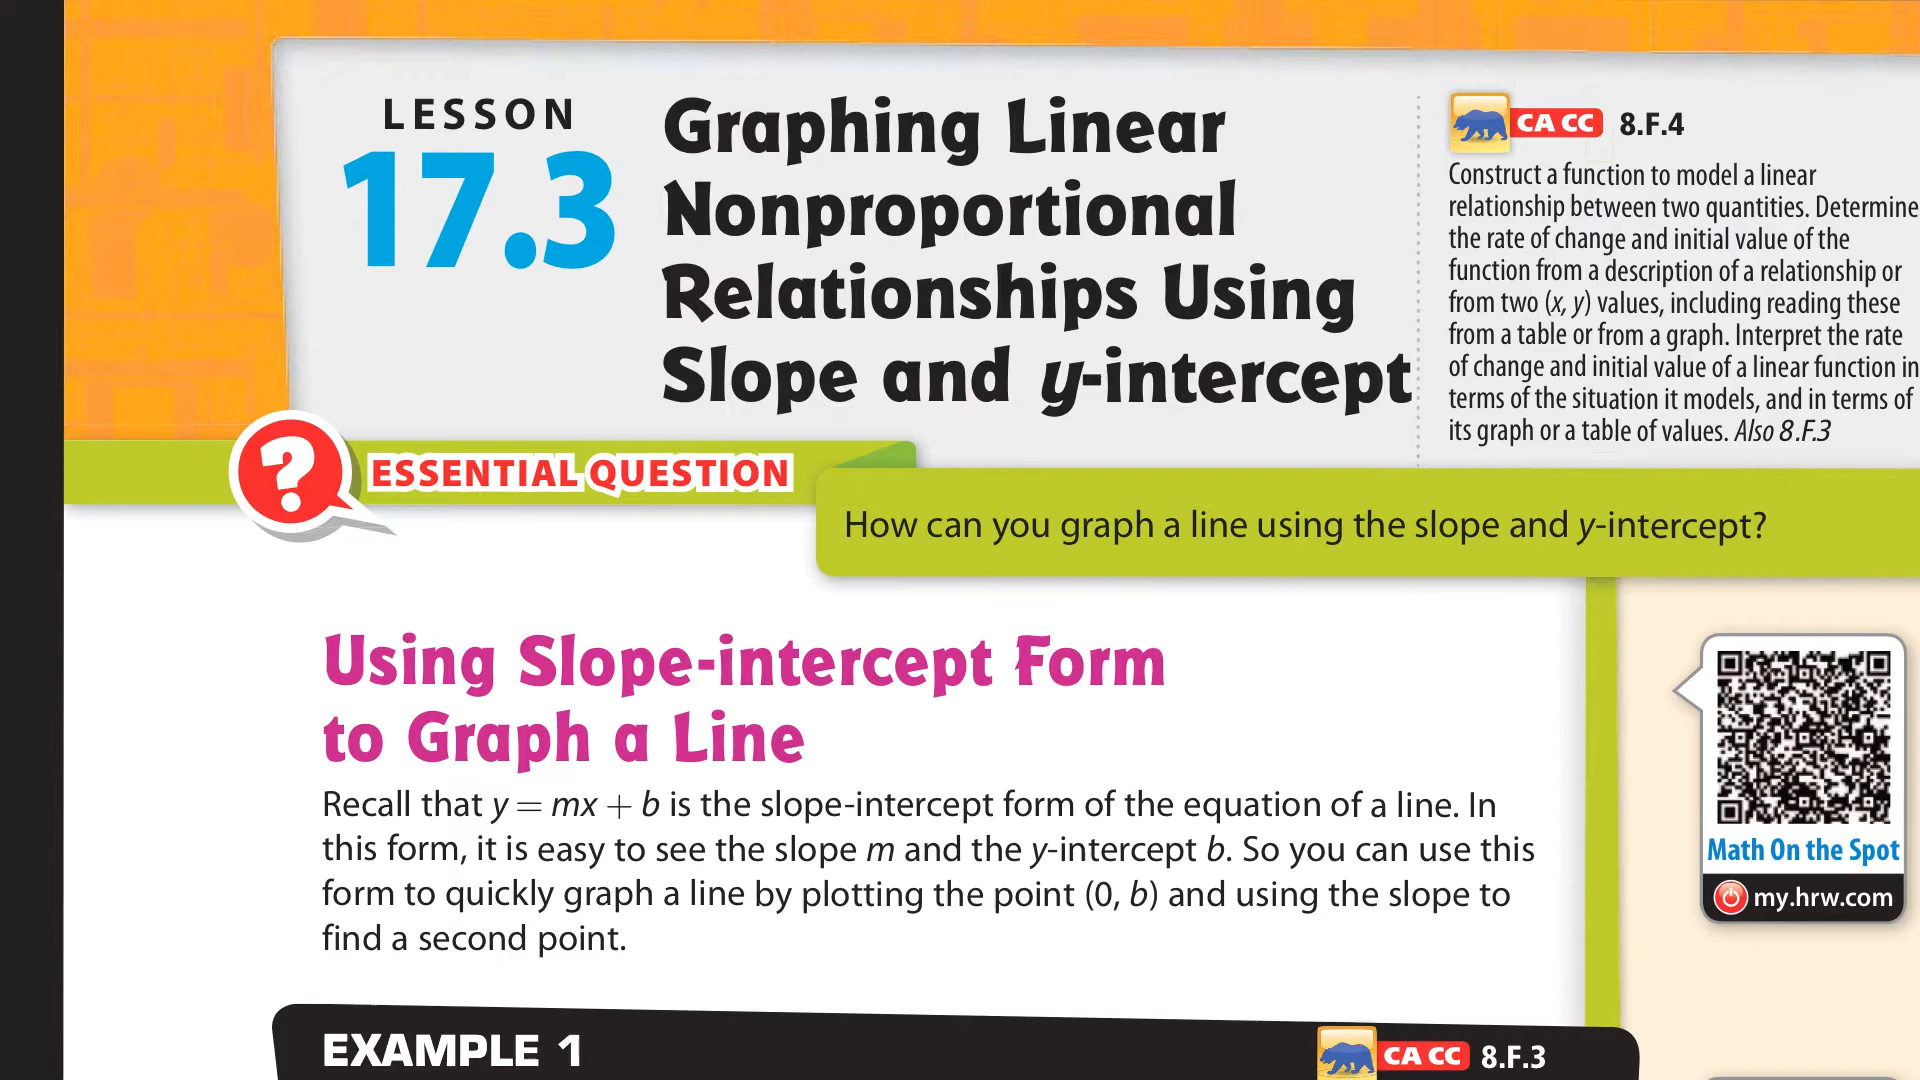 LESSON
17.3
Graphing Linear
Nonproportional
Relationships Using
Slope and y-intercept
CA CC 8.F.4
Construct a function to model a linear
relationship between two quantities. Determine
the rate of change and initial value of the
function from a description of a relationship or
from two (x, y) values, including reading these
from a table or from a graph. Interpret the rate
of change and initial value of a linear function in
terms of the situation it models, and in terms of
its graph or a table of values. Also 8.F.3
? ESSENTIAL QUESTION
How can you graph a line using the slope and y-intercept?
Using Slope-intercept Form
to Graph a Line
Recall that y = mx + b is the slope-intercept form of the equation of a line. In
this form, it is easy to see the slope m and the y-intercept b. So you can use this
form to quickly graph a line by plotting the point (0, b) and using the slope to
find a second point.
Math On the Spot
my.hrw.com
EXAMPLE 1
CA CC 8.F.3